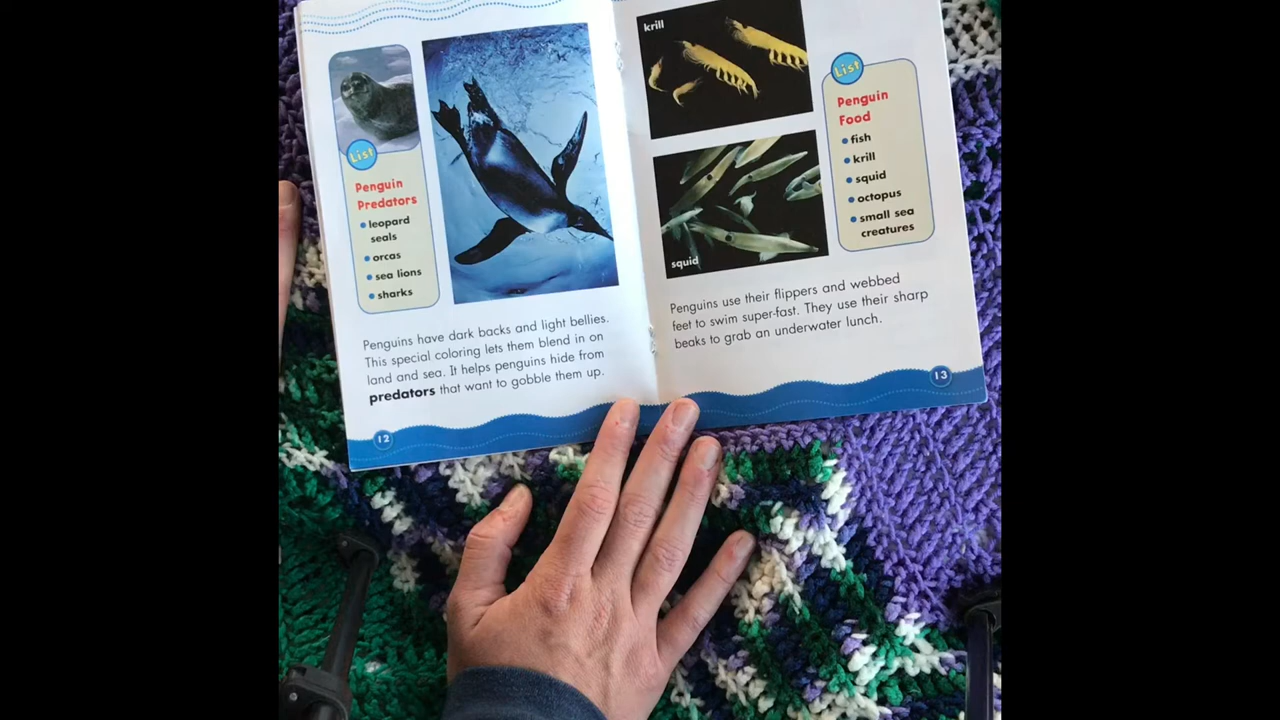 List
Penguin
Predators
• leopard
seals
• orcas
• sea lions
• sharks
Penguins have dark backs and light bellies.
This special coloring lets them blend in on
land and sea. It helps penguins hide from
predators that want to gobble them up.
12
krill
squid
List
Penguin
Food
• fish
• krill
• squid
• octopus
• small sea
creatures
Penguins use their flippers and webbed
feet to swim super-fast. They use their sharp
beaks to grab an underwater lunch.
13